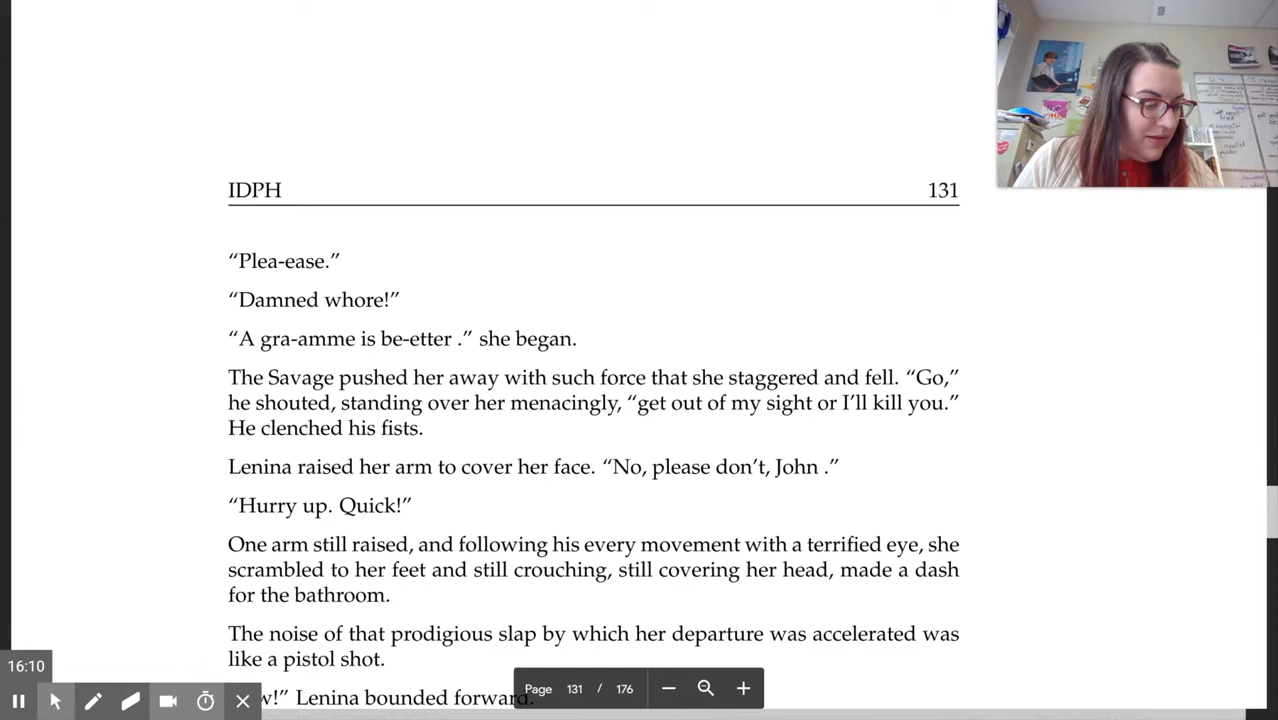 IDPH 131
“Plea-ease.”
“Damned whore!”
“A gra-amme is be-etter .” she began.
The Savage pushed her away with such force that she staggered and fell. “Go,”
he shouted, standing over her menacingly, “get out of my sight or I’ll kill you.”
He clenched his fists.
Lenina raised her arm to cover her face. “No, please don’t, John .”
“Hurry up. Quick!”
One arm still raised, and following his every movement with a terrified eye, she
scrambled to her feet and still crouching, still covering her head, made a dash
for the bathroom.
The noise of that prodigious slap by which her departure was accelerated was
like a pistol shot.
w!” Lenina bounded forward.
16:10
Page 131 / 176